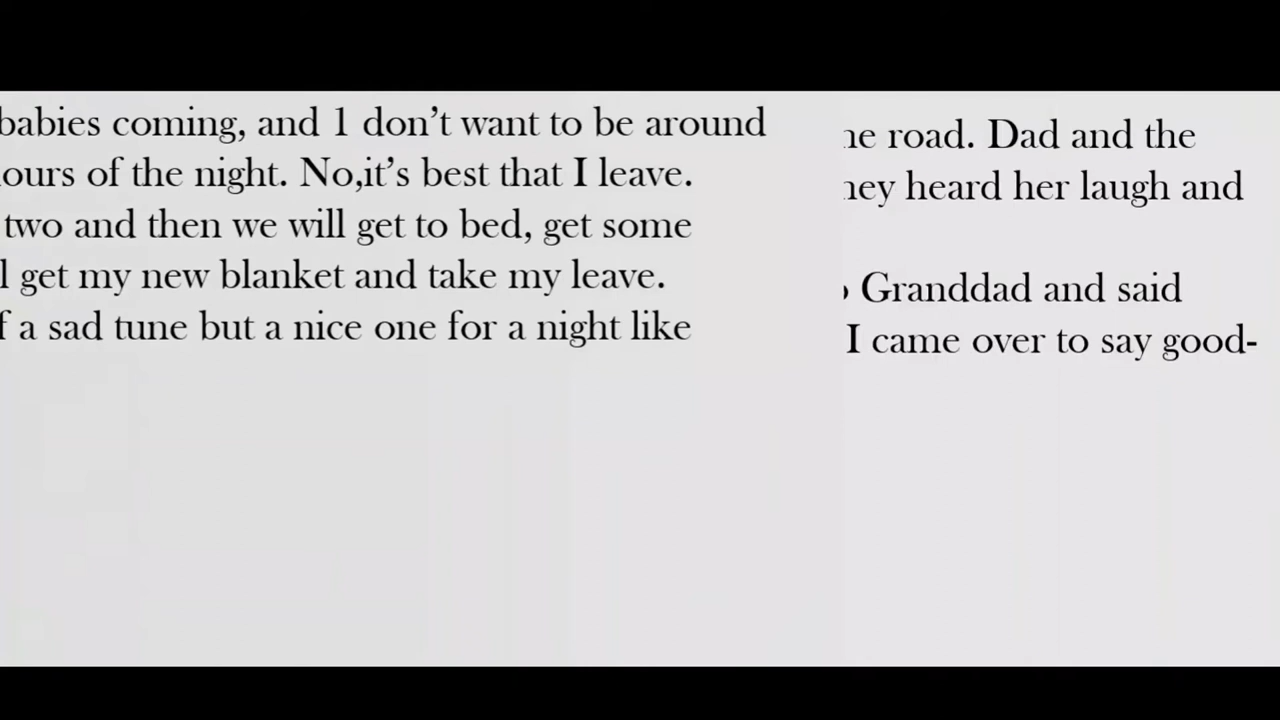 babies coming, and 1 don't want to be around
ours of the night. No,it's best that I leave.
two and then we will get to bed, get some
get my new blanket and take my leave.
a sad tune but a nice one for a night like
road. Dad and the
heard her laugh and
Granddad and said
I came over to say good-